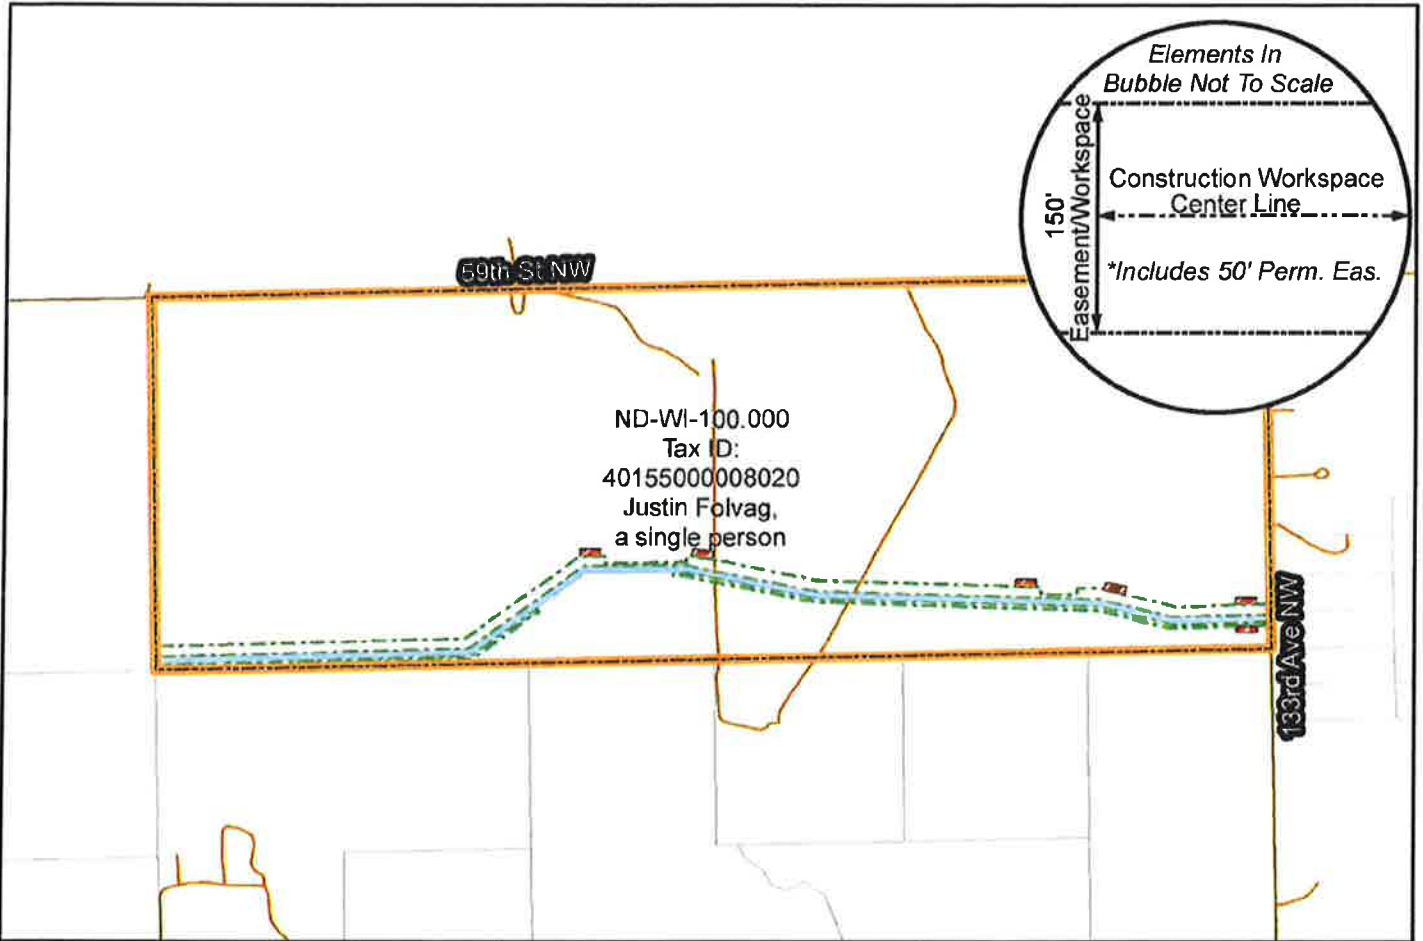 Elements In
Bubble Not To Scale
150'
Easement/Workspace
Construction Workspace
Center Line
*Includes 50' Perm. Eas.
59th St NW
ND-WI-100.000
Tax ID:
40155000008020
Justin Folvag,
a single person
133rd Ave NW